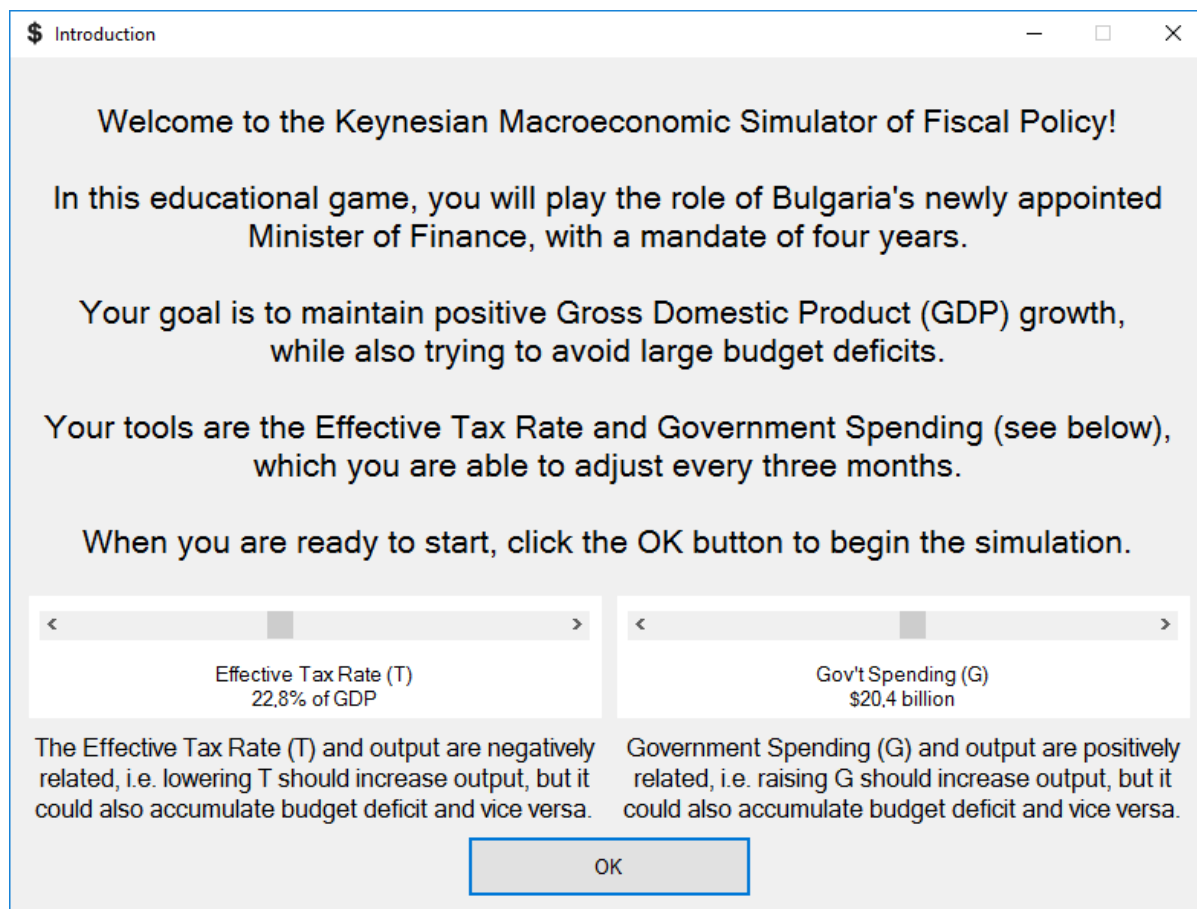 $ Introduction
Welcome to the Keynesian Macroeconomic Simulator of Fiscal Policy!
In this educational game, you will play the role of Bulgaria's newly appointed
Minister of Finance, with a mandate of four years.
Your goal is to maintain positive Gross Domestic Product (GDP) growth,
while also trying to avoid large budget deficits.
Your tools are the Effective Tax Rate and Government Spending (see below),
which you are able to adjust every three months.
When you are ready to start, click the OK button to begin the simulation.
Effective Tax Rate (T)
22,8% of GDP
The Effective Tax Rate (T) and output are negatively
related, i.e. lowering T should increase output, but it
could also accumulate budget deficit and vice versa.
Gov't Spending (G)
$20,4 billion
Government Spending (G) and output are positively
related, i.e. raising G should increase output, but it
could also accumulate budget deficit and vice versa.
OK